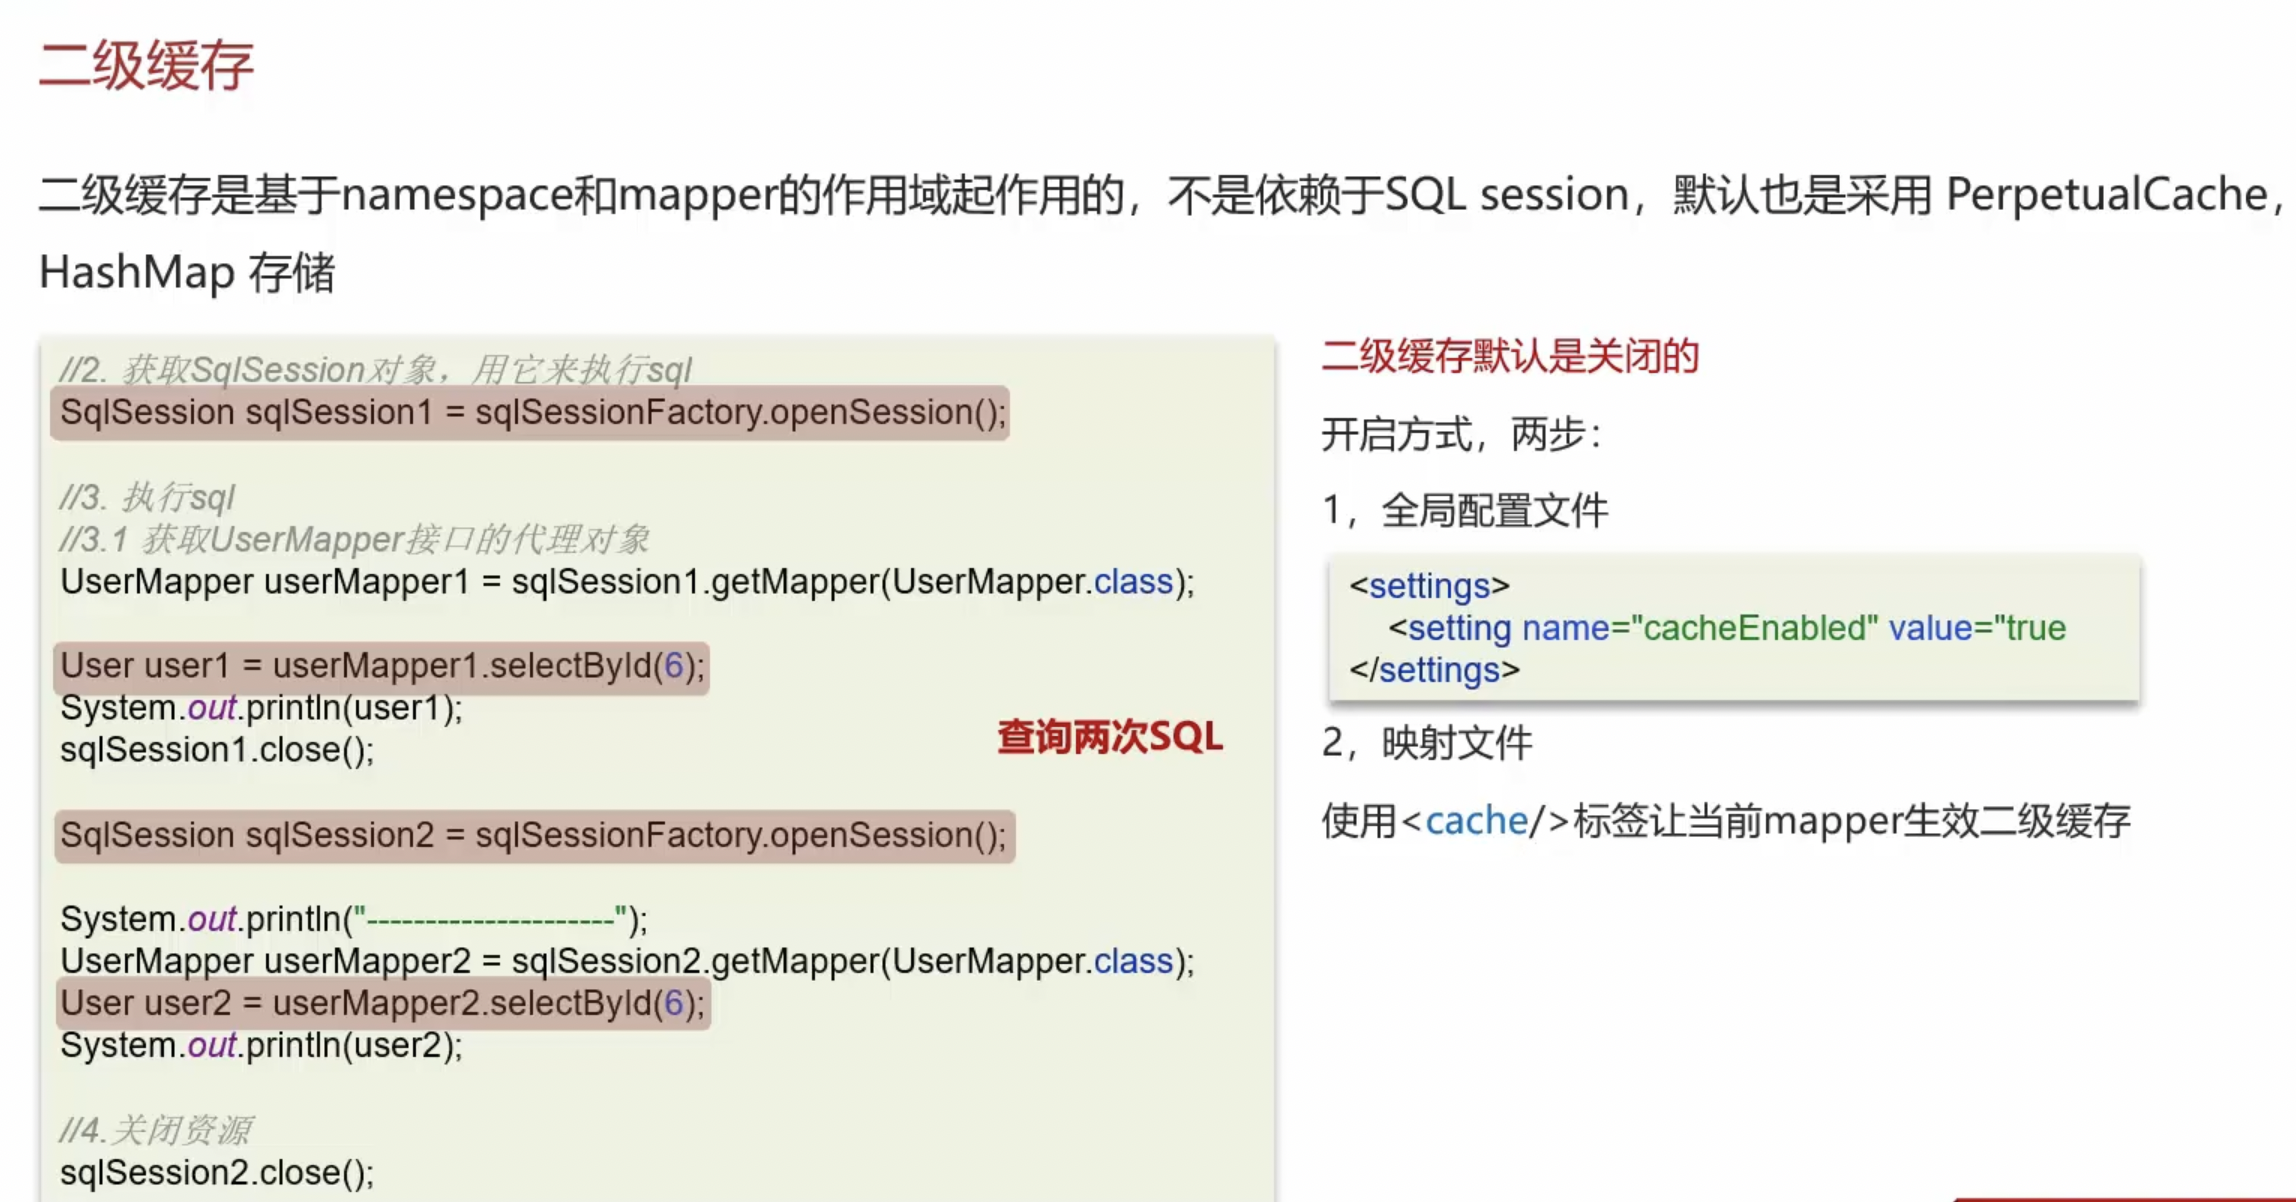 二级缓存
二级缓存是基于namespace和mapper的作用域起作用的，不是依赖于SQL session，默认也是采用 PerpetualCache，
HashMap 存储
//2. 获取SqlSession对象，用它来执行sql
SqlSession sqlSession1 = sqlSessionFactory.openSession();
//3. 执行sql
//3.1 获取UserMapper接口的代理对象
UserMapper userMapper1 = sqlSession1.getMapper(UserMapper.class);
User user1 = userMapper1.selectById(6);
System.out.println(user1);
sqlSession1.close();
查询两次SQL
SqlSession sqlSession2 = sqlSessionFactory.openSession();
System.out.println("---------------------");
UserMapper userMapper2 = sqlSession2.getMapper(UserMapper.class);
User user2 = userMapper2.selectById(6);
System.out.println(user2);
//4.关闭资源
sqlSession2.close();
二级缓存默认是关闭的
开启方式，两步：
1，全局配置文件
<settings>
<setting name="cacheEnabled" value="true
</settings>
2，映射文件
使用<cache/>标签让当前mapper生效二级缓存